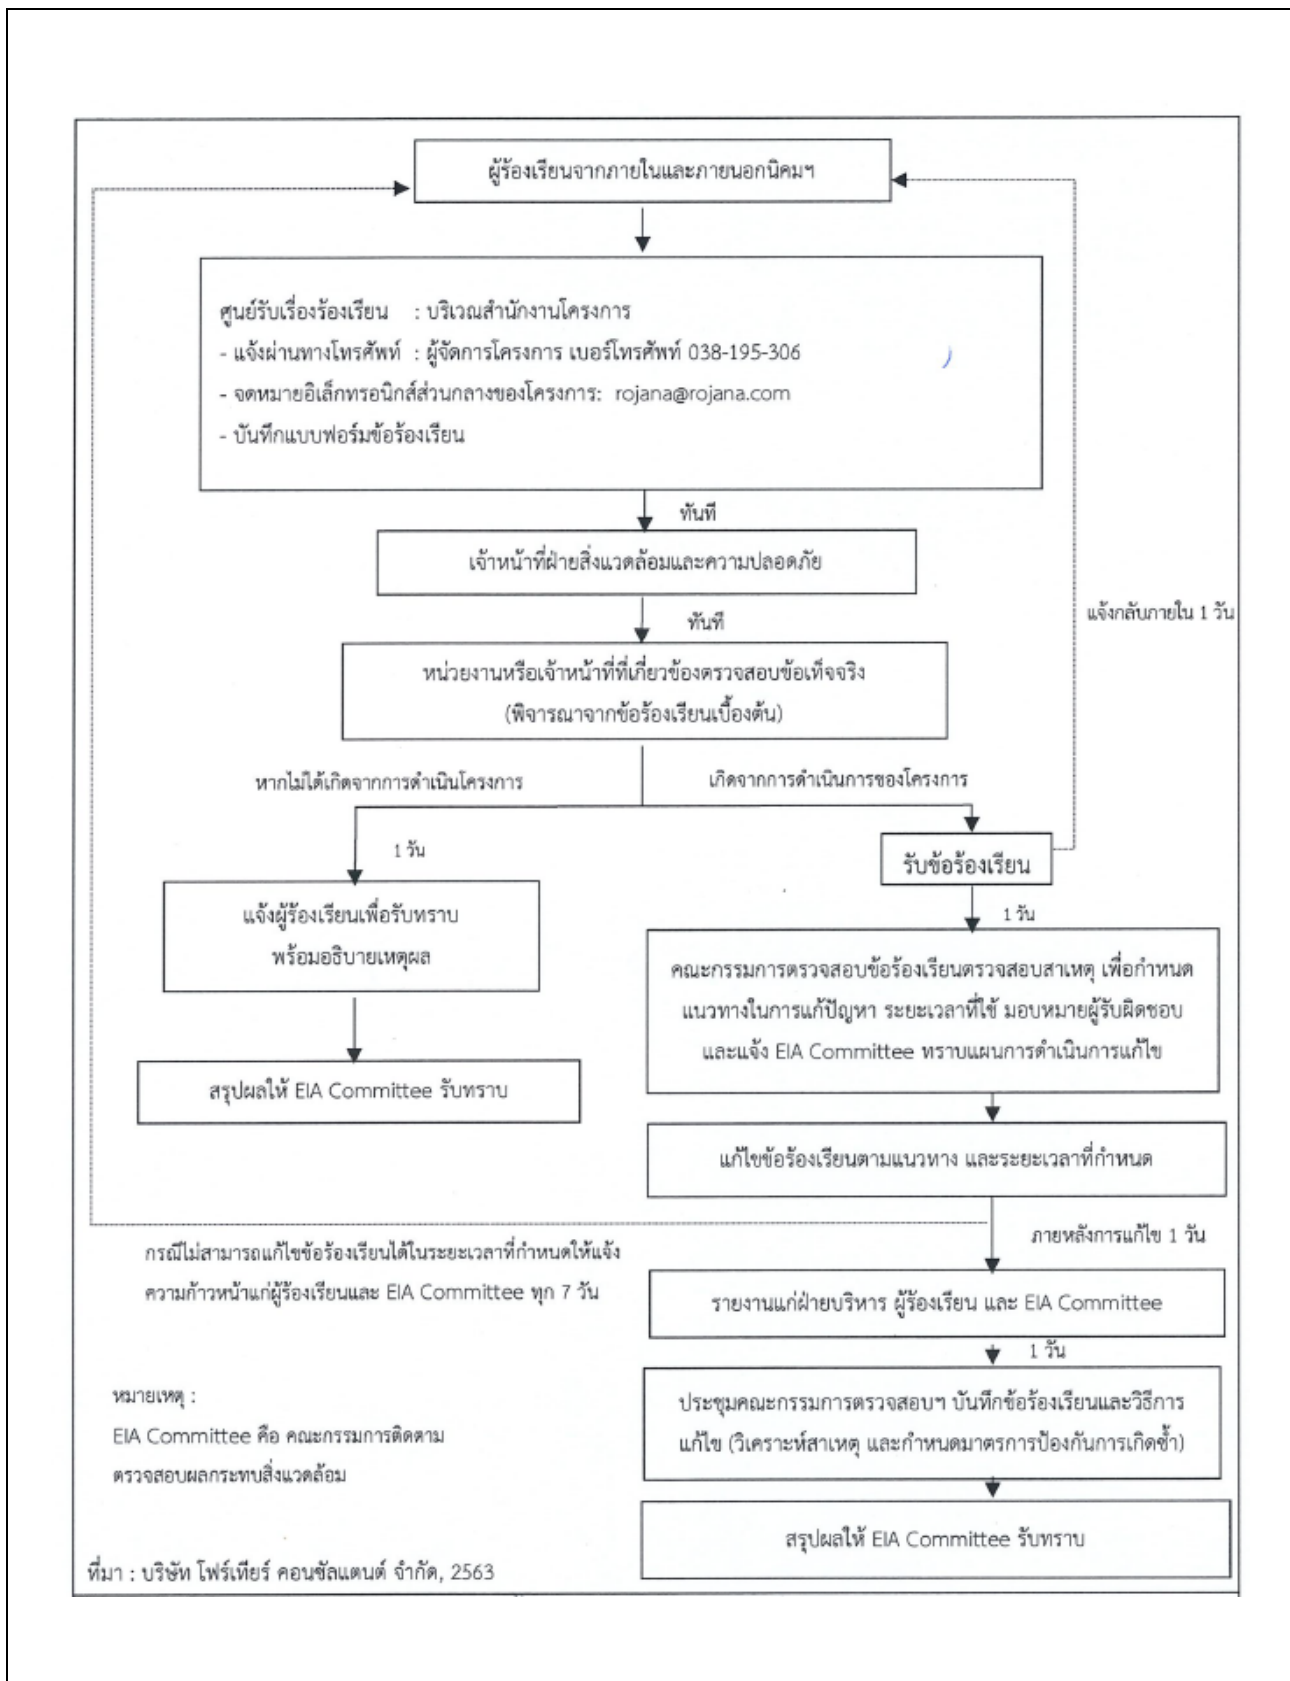 ผู้ร้องเรียนจากภายในและภายนอกนิคมฯ
ศูนย์รับเรื่องร้องเรียน : บริเวณสำนักงานโครงการ
- แจ้งผ่านทางโทรศัพท์ : ผู้จัดการโครงการ เบอร์โทรศัพท์ 038-195-306
- จดหมายอิเล็กทรอนิกส์ส่วนกลางของโครงการ: rojana@rojana.com
- บันทึกแบบฟอร์มข้อร้องเรียน
ทันที
เจ้าหน้าที่ฝ่ายสิ่งแวดล้อมและความปลอดภัย
แจ้งกลับภายใน 1 วัน
ทันที
หน่วยงานหรือเจ้าหน้าที่ที่เกี่ยวข้องตรวจสอบข้อเท็จจริง
(พิจารณาจากข้อร้องเรียนเบื้องต้น)
หากไม่ได้เกิดจากการดำเนินโครงการ
เกิดจากการดำเนินการของโครงการ
1 วัน
รับข้อร้องเรียน
แจ้งผู้ร้องเรียนเพื่อรับทราบ
พร้อมอธิบายเหตุผล
1 วัน
คณะกรรมการตรวจสอบข้อร้องเรียนตรวจสอบสาเหตุ เพื่อกำหนด
แนวทางในการแก้ปัญหา ระยะเวลาที่ใช้ มอบหมายผู้รับผิดชอบ
และแจ้ง EIA Committee ทราบแผนการดำเนินการแก้ไข
สรุปผลให้ EIA Committee รับทราบ
แก้ไขข้อร้องเรียนตามแนวทาง และระยะเวลาที่กำหนด
ภายหลังการแก้ไข 1 วัน
กรณีไม่สามารถแก้ไขข้อร้องเรียนได้ในระยะเวลาที่กำหนดให้แจ้ง
ความก้าวหน้าแก่ผู้ร้องเรียนและ EIA Committee ทุก 7 วัน
รายงานแก่ฝ่ายบริหาร ผู้ร้องเรียน และ EIA Committee
1 วัน
ประชุมคณะกรรมการตรวจสอบฯ บันทึกข้อร้องเรียนและวิธีการ
แก้ไข (วิเคราะห์สาเหตุ และกำหนดมาตรการป้องกันการเกิดซ้ำ)
หมายเหตุ :
EIA Committee คือ คณะกรรมการติดตาม
ตรวจสอบผลกระทบสิ่งแวดล้อม
สรุปผลให้ EIA Committee รับทราบ
ที่มา : บริษัท โฟร์เทียร์ คอนซัลแตนต์ จำกัด, 2563